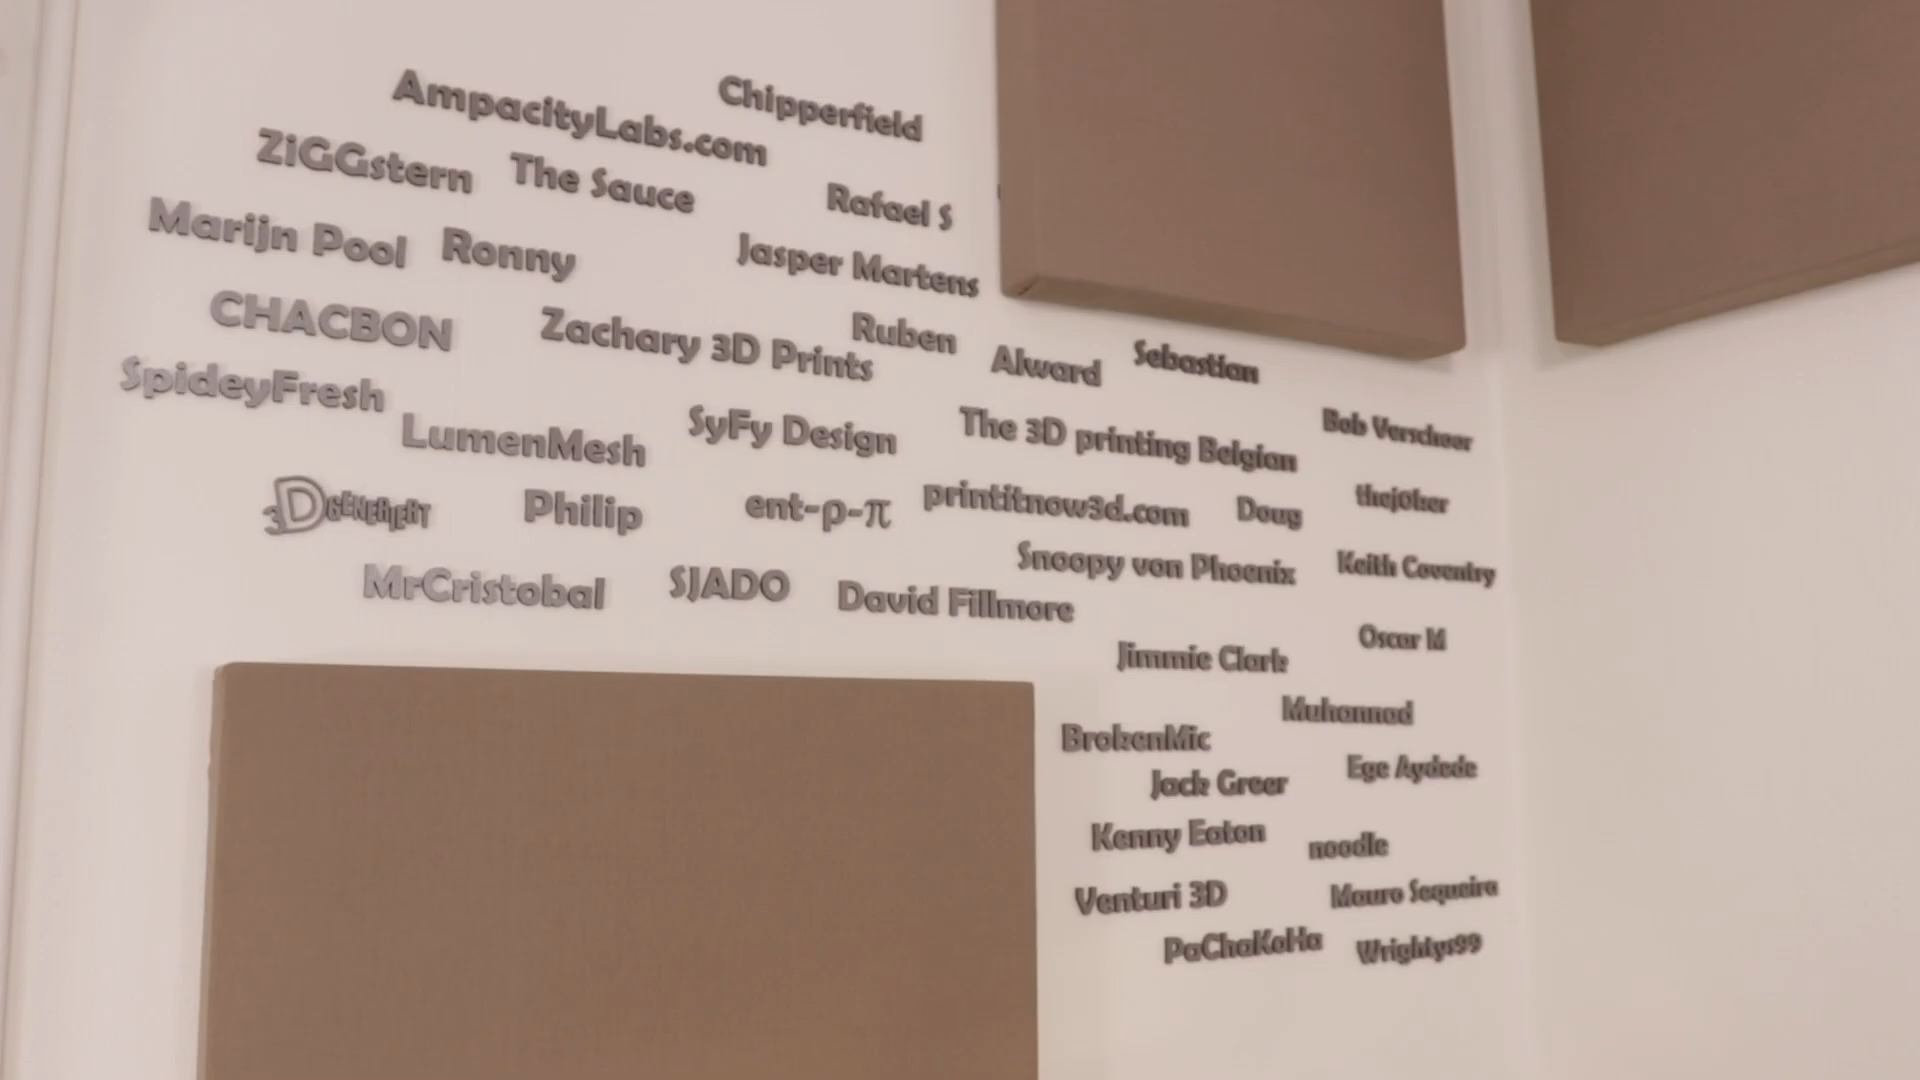 AmpacityLabs.com
Chipperfield
ZiGGstern
The Sauce
Rafael S
Marijn Pool
Ronny
Jasper Martens
CHACBON
Zachary 3D Prints
Ruben
Alward
Sebastian
SpideyFresh
LumenMesh
SyFy Design
The 3D printing Belgian
Bob Verscheer
3DGENERIERT
Philip
ent-ρ-π
printitnow3d.com
Doug
thej0ker
Snoopy von Phoenix
Keith Coventry
MrCristobal
SJADO
David Fillmore
Jimmie Clark
Oscar M
Muhannad
BrokenMic
Jack Greer
Ege Aydede
Kenny Eaton
noodle
Venturi 3D
Mauro Sequeira
PaChaKoHa
Wrightys99